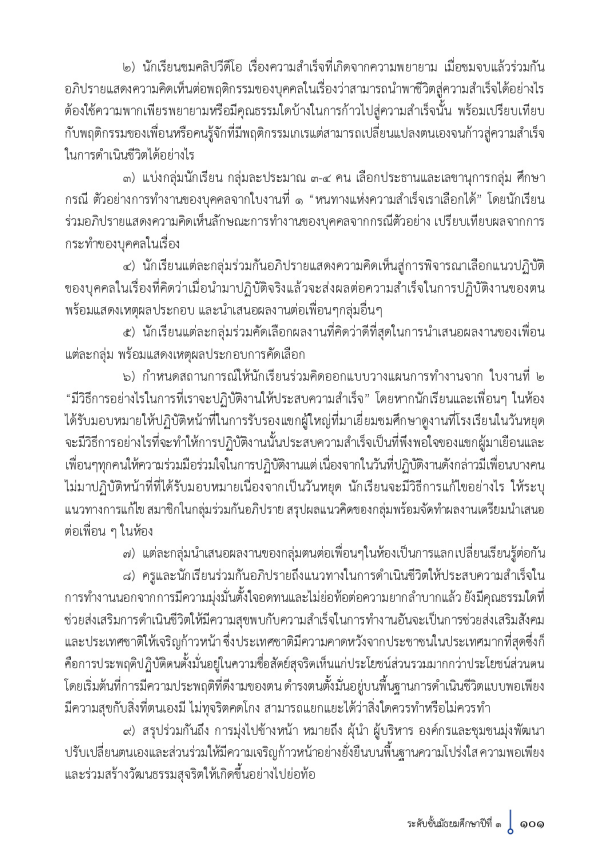 ๒) นักเรียนชมคลิปวีดีโอ เรื่องความสำเร็จที่เกิดจากความพยายาม เมื่อชมจบแล้วร่วมกัน
อภิปรายแสดงความคิดเห็นต่อพฤติกรรมของบุคคลในเรื่องว่าสามารถนำพาชีวิตสู่ความสำเร็จได้อย่างไร
ต้องใช้ความพากเพียรพยายามหรือมีคุณธรรมใดบ้างในการก้าวไปสู่ความสำเร็จนั้น พร้อมเปรียบเทียบ
กับพฤติกรรมของเพื่อนหรือคนรู้จักที่มีพฤติกรรมเกเรแต่สามารถเปลี่ยนแปลงตนเองจนก้าวสู่ความสำเร็จ
ในการดำเนินชีวิตได้อย่างไร
๓) แบ่งกลุ่มนักเรียน กลุ่มละประมาณ ๓-๔ คน เลือกประธานและเลขานุการกลุ่ม ศึกษา
กรณี ตัวอย่างการทำงานของบุคคลจากใบงานที่ ๑ “หนทางแห่งความสำเร็จเราเลือกได้” โดยนักเรียน
ร่วมอภิปรายแสดงความคิดเห็นลักษณะการทำงานของบุคคลจากกรณีตัวอย่าง เปรียบเทียบผลจากการ
กระทำของบุคคลในเรื่อง
๔) นักเรียนแต่ละกลุ่มร่วมกันอภิปรายแสดงความคิดเห็นสู่การพิจารณาเลือกแนวปฏิบัติ
ของบุคคลในเรื่องที่คิดว่าเมื่อนำมาปฏิบัติจริงแล้วจะส่งผลต่อความสำเร็จในการปฏิบัติงานของตน
พร้อมแสดงเหตุผลประกอบ และนำเสนอผลงานต่อเพื่อนๆกลุ่มอื่นๆ
๕) นักเรียนแต่ละกลุ่มร่วมคัดเลือกผลงานที่คิดว่าดีที่สุดในการนำเสนอผลงานของเพื่อน
แต่ละกลุ่ม พร้อมแสดงเหตุผลประกอบการคัดเลือก
๖) กำหนดสถานการณ์ให้นักเรียนร่วมคิดออกแบบวางแผนการทำงานจาก ใบงานที่ ๒
“มีวิธีการอย่างไรในการที่เราจะปฏิบัติงานให้ประสบความสำเร็จ” โดยหากนักเรียนและเพื่อนๆ ในห้อง
ได้รับมอบหมายให้ปฏิบัติหน้าที่ในการรับรองแขกผู้ใหญ่ที่มาเยี่ยมชมศึกษาดูงานที่โรงเรียนในวันหยุด
จะมีวิธีการอย่างไรที่จะทำให้การปฏิบัติงานนั้นประสบความสำเร็จเป็นที่พึงพอใจของแขกผู้มาเยือนและ
เพื่อนๆทุกคนให้ความร่วมมือร่วมใจในการปฏิบัติงานแต่ เนื่องจากในวันที่ปฏิบัติงานดังกล่าวมีเพื่อนบางคน
ไม่มาปฏิบัติหน้าที่ที่ได้รับมอบหมายเนื่องจากเป็นวันหยุด นักเรียนจะมีวิธีการแก้ไขอย่างไร ให้ระบุ
แนวทางการแก้ไข สมาชิกในกลุ่มร่วมกันอภิปราย สรุปผลแนวคิดของกลุ่มพร้อมจัดทำผลงานเตรียมนำเสนอ
ต่อเพื่อน ๆ ในห้อง
๗) แต่ละกลุ่มนำเสนอผลงานของกลุ่มตนต่อเพื่อนๆในห้องเป็นการแลกเปลี่ยนเรียนรู้ต่อกัน
๘) ครูและนักเรียนร่วมกันอภิปรายถึงแนวทางในการดำเนินชีวิตให้ประสบความสำเร็จใน
การทำงานนอกจากการมีความมุ่งมั่นตั้งใจอดทนและไม่ย่อท้อต่อความยากลำบากแล้ว ยังมีคุณธรรมใดที่
ช่วยส่งเสริมการดำเนินชีวิตให้มีความสุขพบกับความสำเร็จในการทำงานอันจะเป็นการช่วยส่งเสริมสังคม
และประเทศชาติให้เจริญก้าวหน้า ซึ่งประเทศชาติมีความคาดหวังจากประชาชนในประเทศมากที่สุดซึ่งก็
คือการประพฤติปฏิบัติตนตั้งมั่นอยู่ในความซื่อสัตย์สุจริตเห็นแก่ประโยชน์ส่วนรวมมากกว่าประโยชน์ส่วนตน
โดยเริ่มต้นที่การมีความประพฤติที่ดีงามของตน ดำรงตนตั้งมั่นอยู่บนพื้นฐานการดำเนินชีวิตแบบพอเพียง
มีความสุขกับสิ่งที่ตนเองมี ไม่ทุจริตคดโกง สามารถแยกแยะได้ว่าสิ่งใดควรทำหรือไม่ควรทำ
๙) สรุปร่วมกันถึง การมุ่งไปข้างหน้า หมายถึง ผุ้นำ ผู้บริหาร องค์กรและชุมชนมุ่งพัฒนา
ปรับเปลี่ยนตนเองและส่วนร่วมให้มีความเจริญก้าวหน้าอย่างยั่งยืนบนพื้นฐานความโปร่งใส ความพอเพียง
และร่วมสร้างวัฒนธรรมสุจริตให้เกิดขึ้นอย่างไปย่อท้อ
ระดับชั้นมัธยมศึกษาปีที่ ๑ ๑๐๑